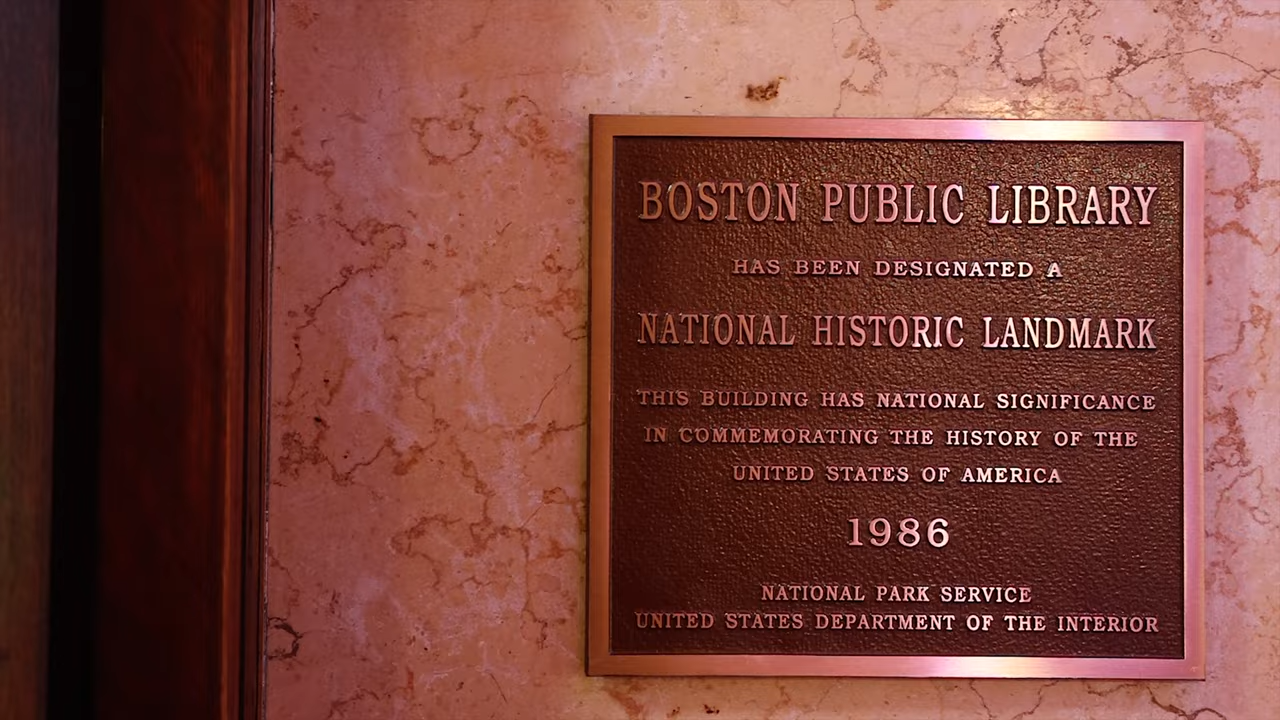 BOSTON PUBLIC LIBRARY
HAS BEEN DESIGNATED A
NATIONAL HISTORIC LANDMARK
THIS BUILDING HAS NATIONAL SIGNIFICANCE
IN COMMEMORATING THE HISTORY OF THE
UNITED STATES OF AMERICA
1986
NATIONAL PARK SERVICE
UNITED STATES DEPARTMENT OF THE INTERIOR